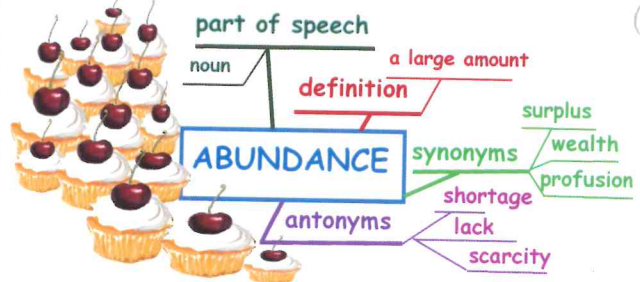 part of speech
noun
a large amount
definition
ABUNDANCE
surplus
synonyms
wealth
profusion
antonyms
shortage
lack
scarcity